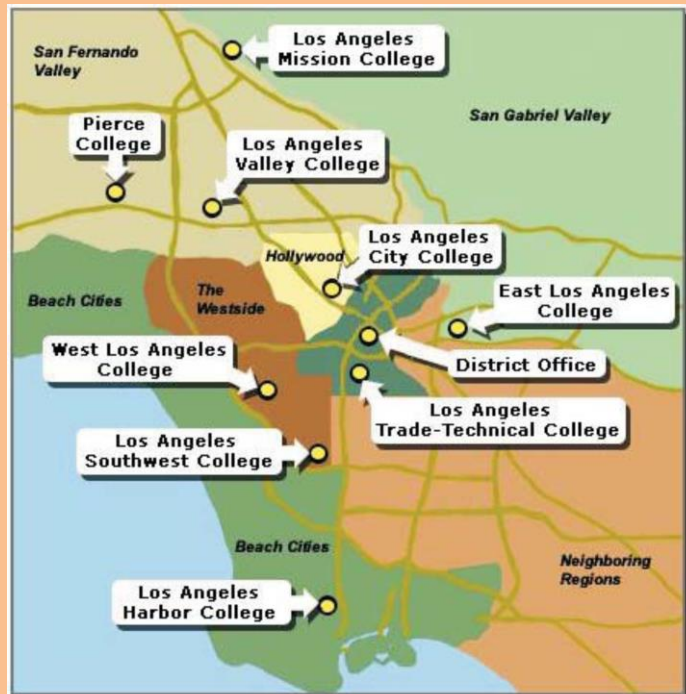 San Fernando
Valley
Los Angeles
Mission College
San Gabriel Valley
Pierce
College
Los Angeles
Valley College
Hollywood
Los Angeles
City College
Beach Cities
The
Westside
East Los Angeles
College
West Los Angeles
College
District Office
Los Angeles
Trade-Technical College
Los Angeles
Southwest College
Beach Cities
Neighboring
Regions
Los Angeles
Harbor College